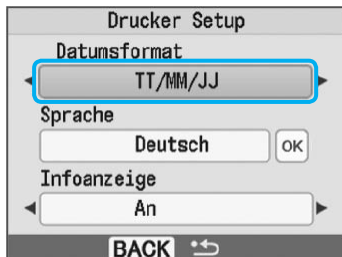 Drucker Setup
Datumsformat
TT/MM/JJ
Sprache
Deutsch OK
Infoanzeige
An
BACK